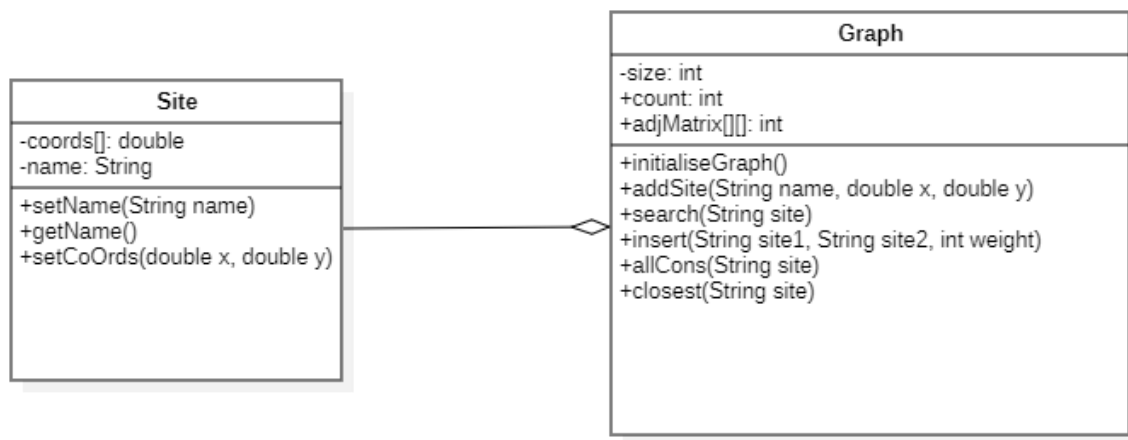 Site
-coords[]: double
-name: String
+setName(String name)
+getName()
+setCoOrds(double x, double y)
Graph
-size: int
+count: int
+adjMatrix[][]: int
+initialiseGraph()
+addSite(String name, double x, double y)
+search(String site)
+insert(String site1, String site2, int weight)
+allCons(String site)
+closest(String site)